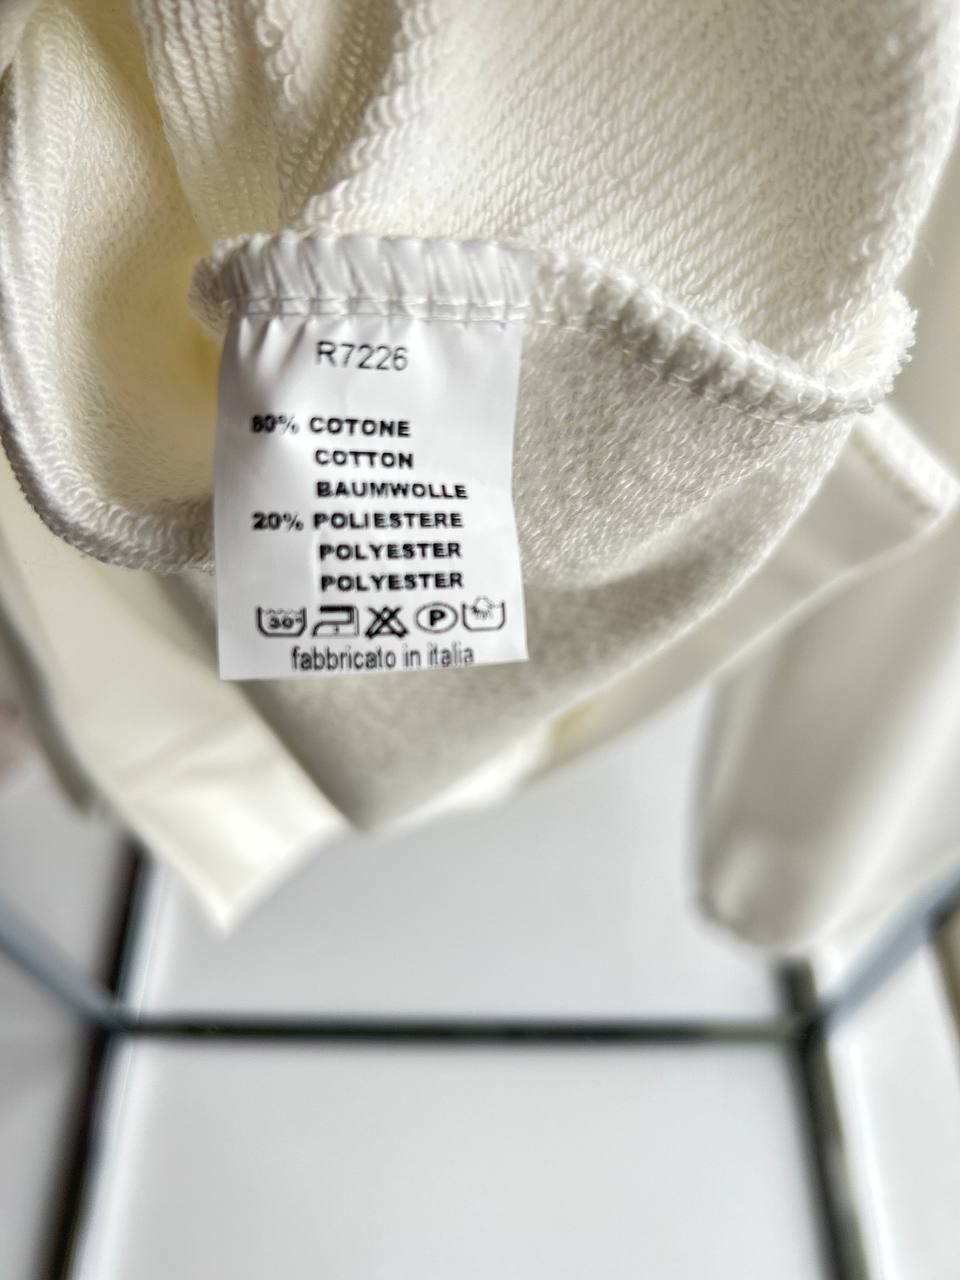 R7226
80% COTONE
COTTON
BAUMWOLLE
20% POLIESTERE
POLYESTER
POLYESTER
30° P
fabbricato in italia